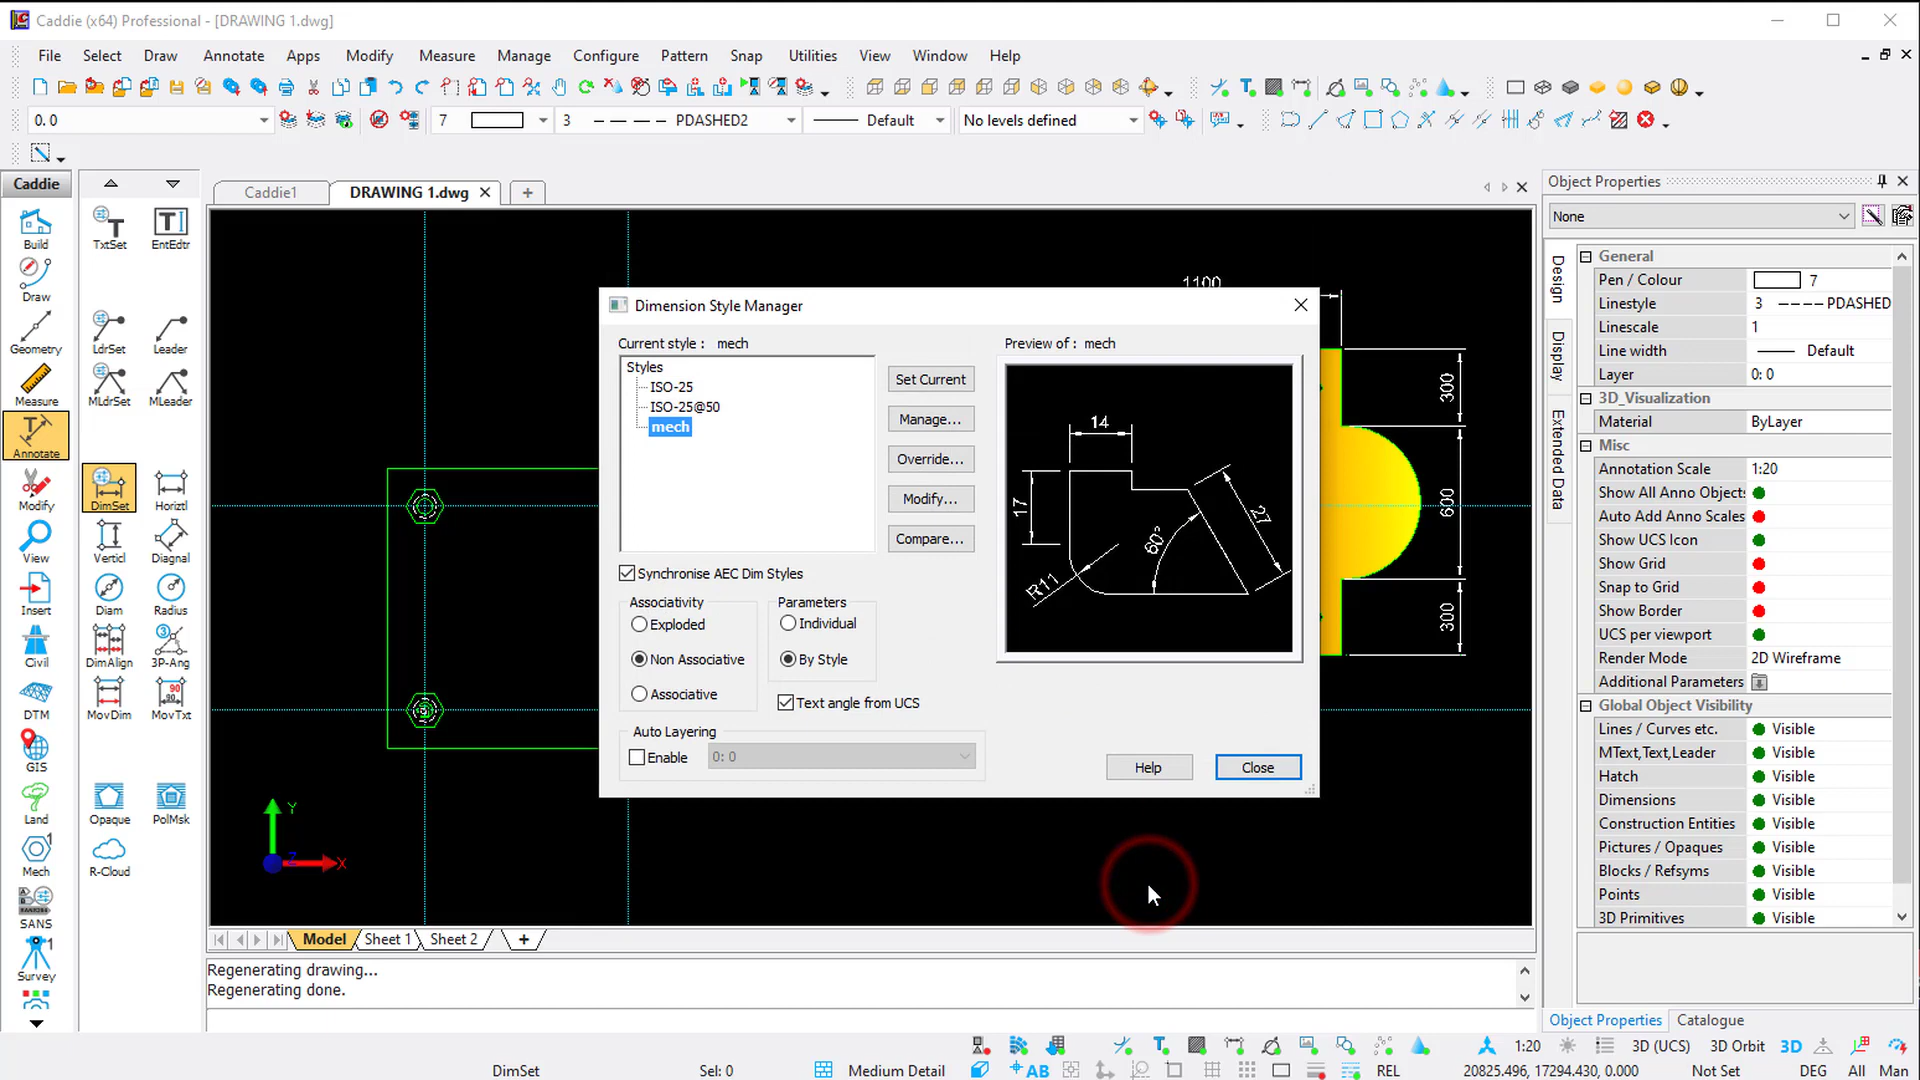 Caddie (x64) Professional - [DRAWING 1.dwg]
File Select Draw Annotate Apps Modify Measure Manage Configure Pattern Snap Utilities View Window Help
0. 0
7
3 PDASHED2
Default
No levels defined
Caddie
Caddie1
DRAWING 1.dwg
Build
Draw
Geometry
Measure
Annotate
Modify
View
Insert
Civil
DTM
GIS
Land
Mech
SANS
Survey
TxtSet EntEdtr
LdrSet Leader
MLdrSet MLeader
DimSet Horiztl
Verticl Diagnal
Diam Radius
DimAlign 3P-Ang
MovDim MovTxt
Opaque PolMsk
R-Cloud
1100
300
600
300
Y
Z
X
Dimension Style Manager
Current style : mech
Styles
ISO-25
ISO-25@50
mech
Set Current
Manage...
Override...
Modify...
Compare...
Preview of : mech
14
17
27
60°
R11
Synchronise AEC Dim Styles
Associativity
Exploded
Non Associative
Associative
Parameters
Individual
By Style
Text angle from UCS
Auto Layering
Enable
0: 0
Help
Close
Model Sheet 1 Sheet 2 +
Regenerating drawing...
Regenerating done.
Object Properties
None
Design
Display
Extended Data
General
Pen / Colour 7
Linestyle 3 PDASHED
Linescale 1
Line width Default
Layer 0: 0
3D_Visualization
Material ByLayer
Misc
Annotation Scale 1:20
Show All Anno Objects
Auto Add Anno Scales
Show UCS Icon
Show Grid
Snap to Grid
Show Border
UCS per viewport
Render Mode 2D Wireframe
Additional Parameters
Global Object Visibility
Lines / Curves etc. Visible
MText,Text,Leader Visible
Hatch Visible
Dimensions Visible
Construction Entities Visible
Pictures / Opaques Visible
Blocks / Refsyms Visible
Points Visible
3D Primitives Visible
Object Properties Catalogue
1:20 3D (UCS) 3D Orbit 3D
DimSet Sel: 0 Medium Detail AB REL 20825.496, 17294.430, 0.000 DEG All Man